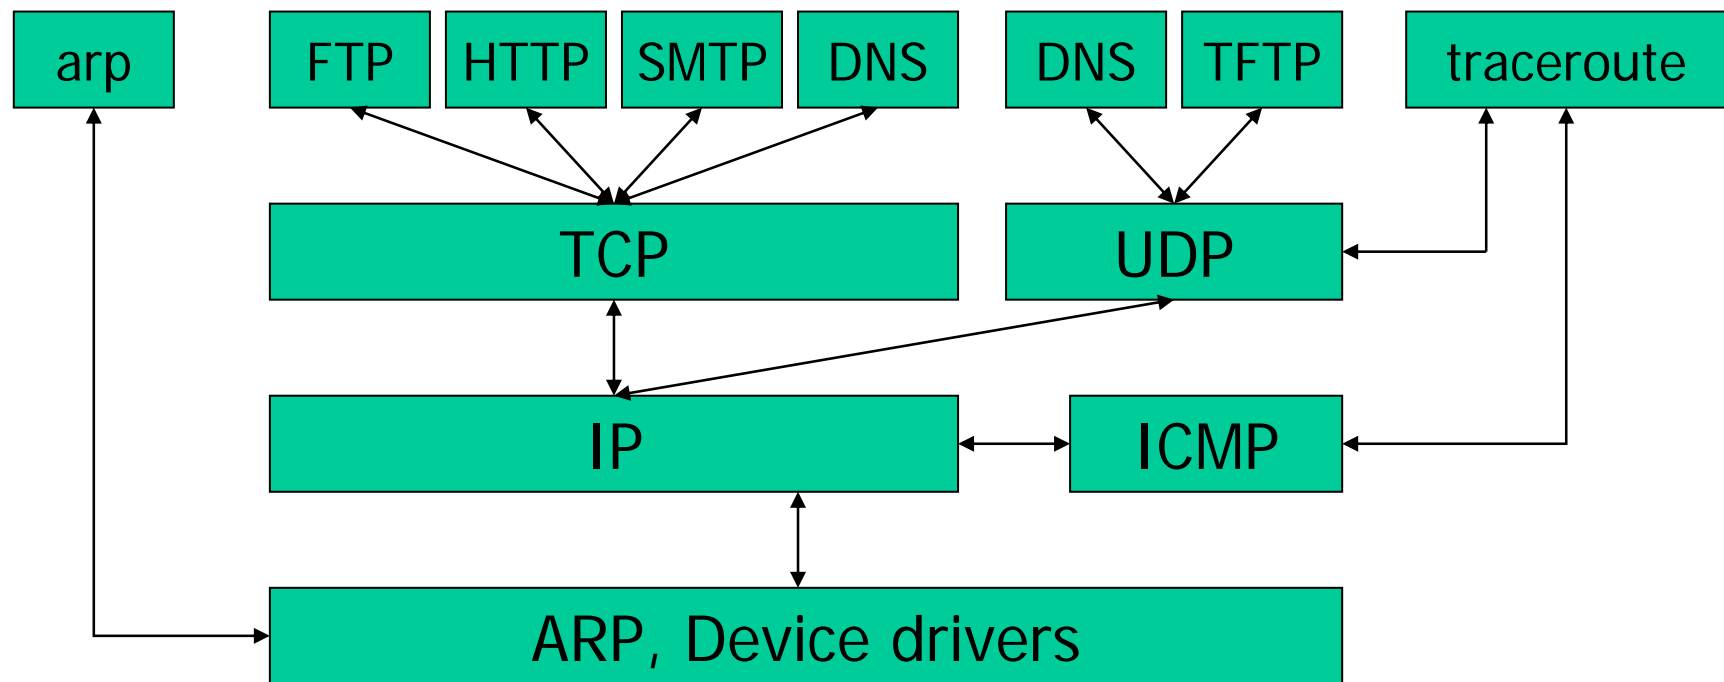 arp FTP HTTP SMTP DNS DNS TFTP traceroute
TCP UDP
IP ICMP
ARP, Device drivers